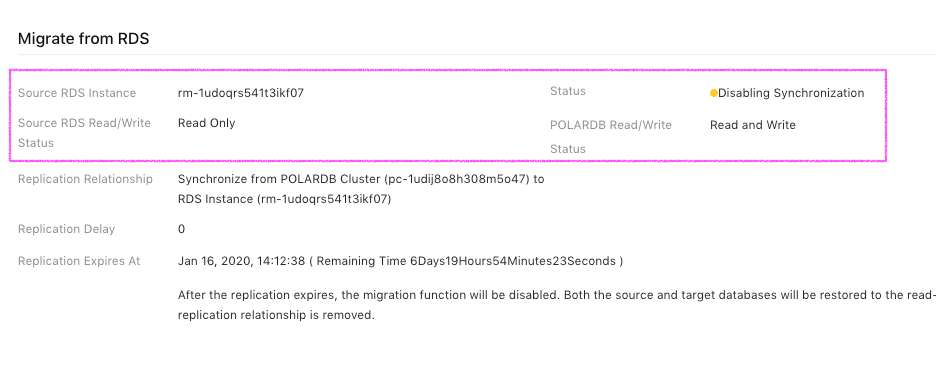 Migrate from RDS
Source RDS Instance rm-1udoqrs541t3ikf07 Status Disabling Synchronization
Source RDS Read/Write Status Read Only POLARDB Read/Write Status Read and Write
Replication Relationship Synchronize from POLARDB Cluster (pc-1udij8o8h308m5o47) to
RDS Instance (rm-1udoqrs541t3ikf07)
Replication Delay 0
Replication Expires At Jan 16, 2020, 14:12:38 ( Remaining Time 6Days19Hours54Minutes23Seconds )
After the replication expires, the migration function will be disabled. Both the source and target databases will be restored to the read-
replication relationship is removed.